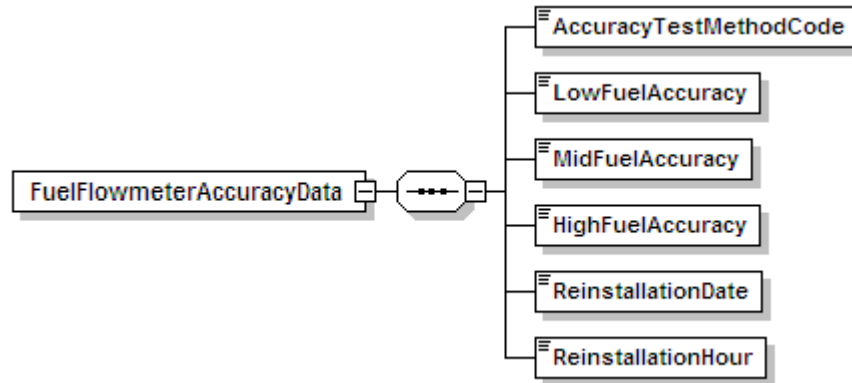 AccuracyTestMethodCode
LowFuelAccuracy
MidFuelAccuracy
FuelFlowmeterAccuracyData
HighFuelAccuracy
ReinstallationDate
ReinstallationHour